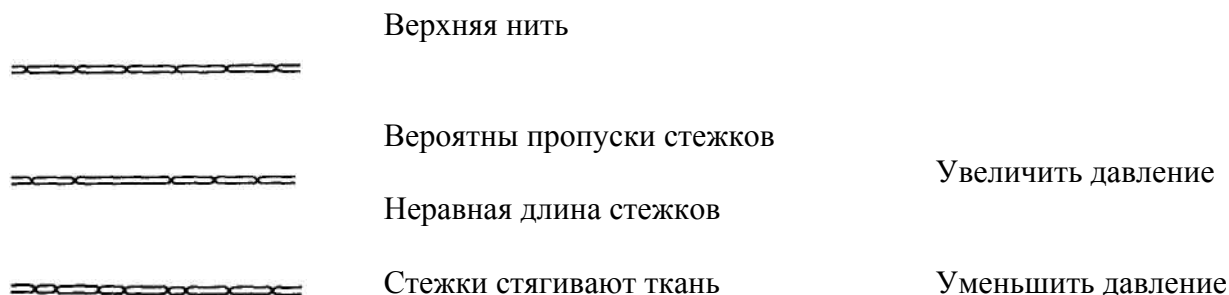 Верхняя нить
Вероятны пропуски стежков
Увеличить давление
Неравная длина стежков
Стежки стягивают ткань
Уменьшить давление